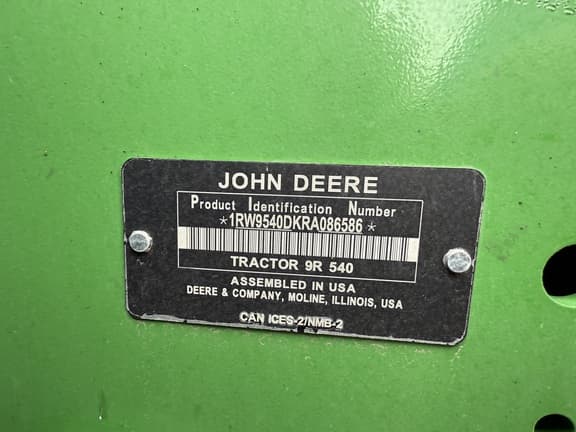 JOHN DEERE
Product Identification Number
*1RW9540DKRA086586*
TRACTOR 9R 540
ASSEMBLED IN USA
DEERE & COMPANY, MOLINE, ILLINOIS, USA
CAN ICES-2/NMB-2